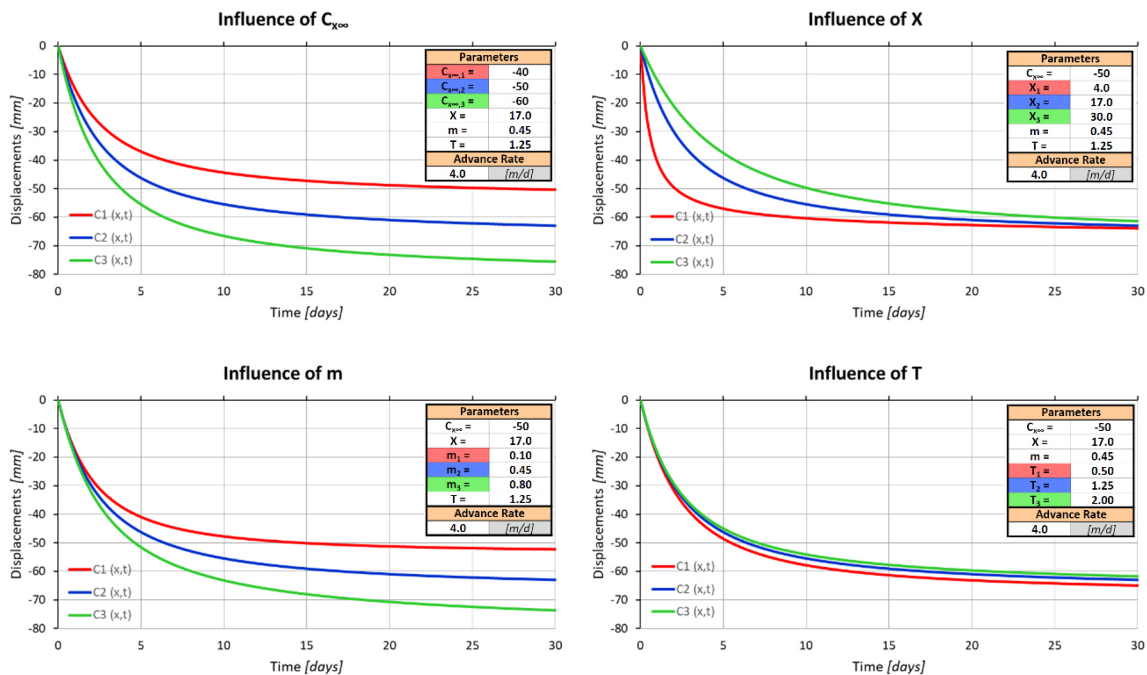 Influence of Cx∞
0
-10
-20
-30
-40
-50
-60
-70
-80
Displacements [mm]
Parameters
Cx∞,1 = -40
Cx∞,2 = -50
Cx∞,3 = -60
X = 17.0
m = 0.45
T = 1.25
Advance Rate
4.0 [m/d]
C1 (x,t)
C2 (x,t)
C3 (x,t)
0 5 10 15 20 25 30
Time [days]
Influence of X
0
-10
-20
-30
-40
-50
-60
-70
-80
Displacements [mm]
Parameters
Cx∞ = -50
X1 = 4.0
X2 = 17.0
X3 = 30.0
m = 0.45
T = 1.25
Advance Rate
4.0 [m/d]
C1 (x,t)
C2 (x,t)
C3 (x,t)
0 5 10 15 20 25 30
Time [days]
Influence of m
0
-10
-20
-30
-40
-50
-60
-70
-80
Displacements [mm]
Parameters
Cx∞ = -50
X = 17.0
m1 = 0.10
m2 = 0.45
m3 = 0.80
T = 1.25
Advance Rate
4.0 [m/d]
C1 (x,t)
C2 (x,t)
C3 (x,t)
0 5 10 15 20 25 30
Time [days]
Influence of T
0
-10
-20
-30
-40
-50
-60
-70
-80
Displacements [mm]
Parameters
Cx∞ = -50
X = 17.0
m = 0.45
T1 = 0.50
T2 = 1.25
T3 = 2.00
Advance Rate
4.0 [m/d]
C1 (x,t)
C2 (x,t)
C3 (x,t)
0 5 10 15 20 25 30
Time [days]